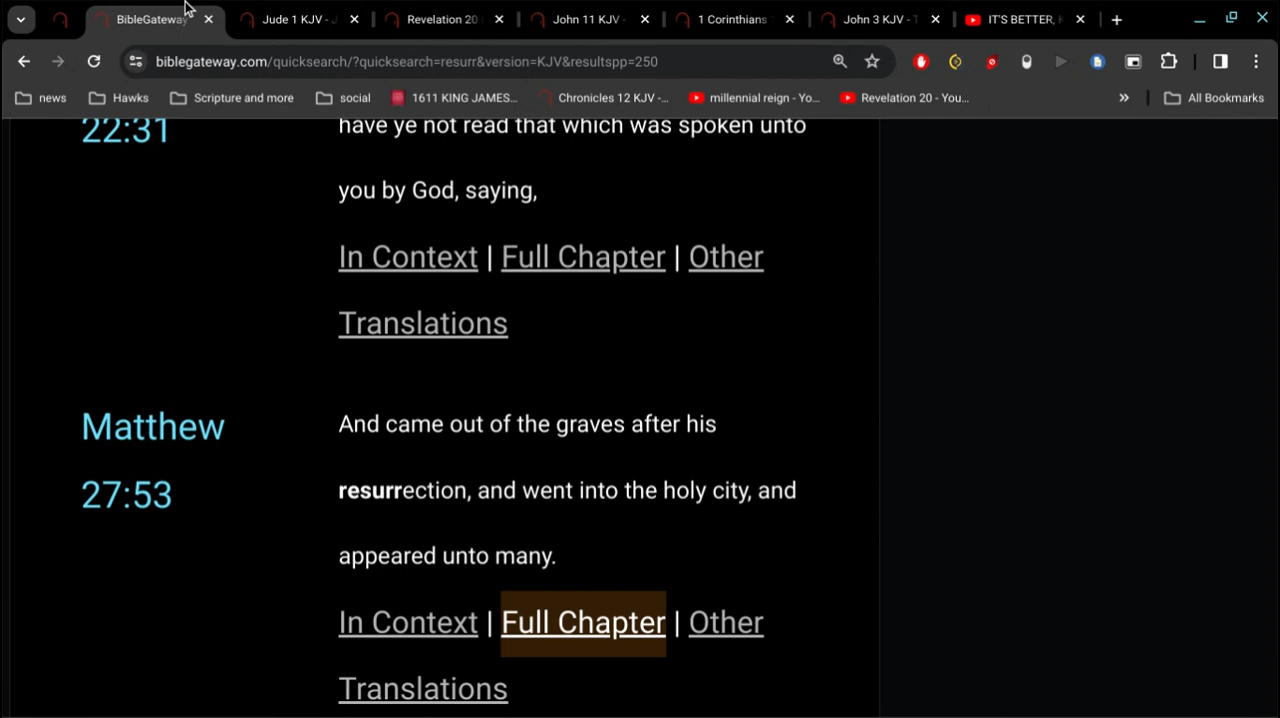 BibleGateway
Jude 1 KJV - J
Revelation 20
John 11 KJV -
1 Corinthians
John 3 KJV - T
IT'S BETTER,
biblegateway.com/quicksearch/?quicksearch=resurr&version=KJV&resultspp=250
news
Hawks
Scripture and more
social
1611 KING JAMES...
Chronicles 12 KJV -...
millennial reign - Yo...
Revelation 20 - You...
»
All Bookmarks
22:31
have ye not read that which was spoken unto
you by God, saying,
In Context | Full Chapter | Other
Translations
Matthew
27:53
And came out of the graves after his
resurrection, and went into the holy city, and
appeared unto many.
In Context | Full Chapter | Other
Translations